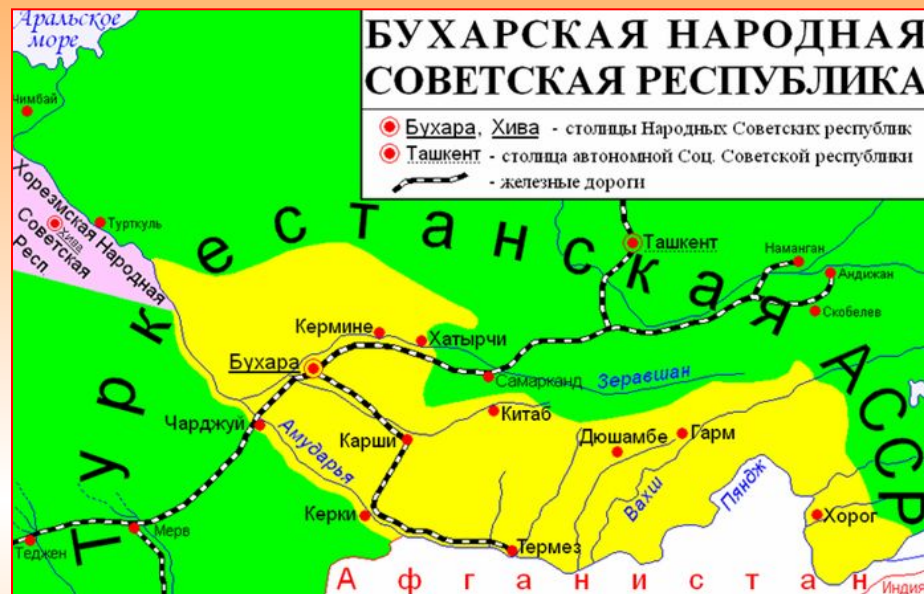 БУХАРСКАЯ НАРОДНАЯ
СОВЕТСКАЯ РЕСПУБЛИКА
Бухара, Хива - столицы Народных Советских республик
Ташкент - столица автономной Соц. Советской республики
- железные дороги
Аральское
море
Чимбай
Хорезмская Народная
Советская
Респ.
Хива
Турткуль
Туркестанская АССР
Ташкент
Наманган
Андижан
Скобелев
Кермине
Хатырчи
Бухара
Самарканд
Зеравшан
Китаб
Чарджуй
Амударья
Карши
Дюшамбе
Гарм
Вахш
Пяндж
Керки
Хорог
Мерв
Теджен
Термез
Афганистан
Индия